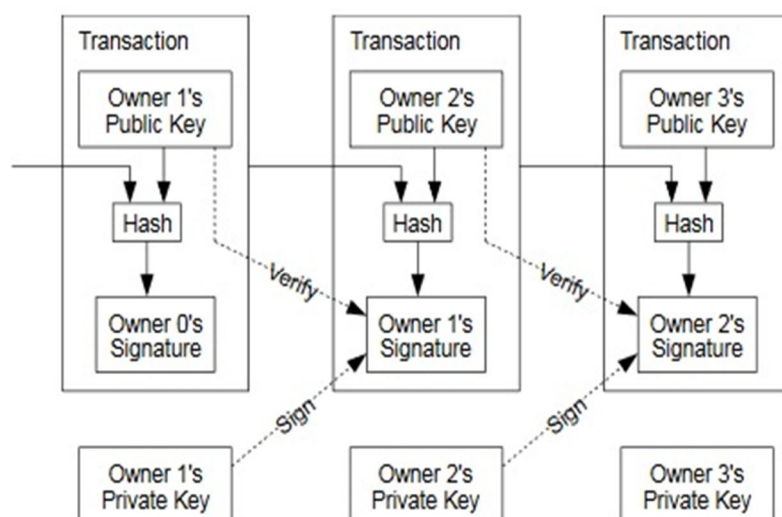 Transaction
Owner 1's
Public Key
Hash
Verify
Owner 0's
Signature
Transaction
Owner 2's
Public Key
Hash
Verify
Owner 1's
Signature
Transaction
Owner 3's
Public Key
Hash
Owner 2's
Signature
Sign
Sign
Owner 1's
Private Key
Owner 2's
Private Key
Owner 3's
Private Key